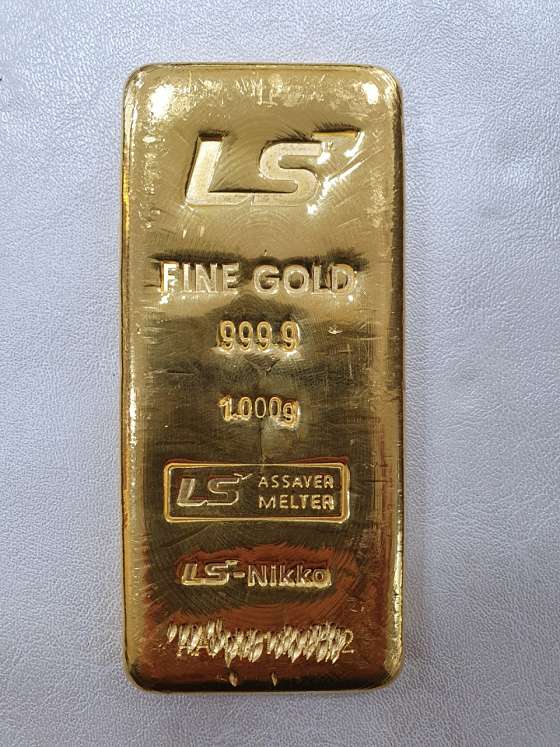 LS
FINE GOLD
999.9
1.000g
LS ASSAYER
MELTER
LS-Nikko